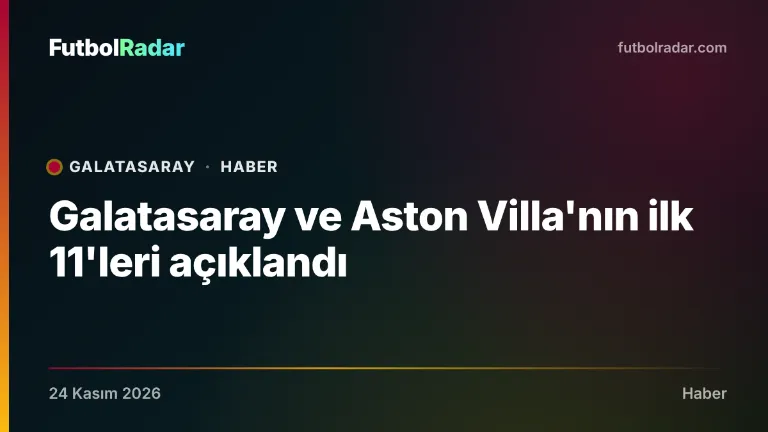 FutbolRadar
futbolradar.com
GALATASARAY · HABER
Galatasaray ve Aston Villa'nın ilk
11'leri açıklandı
24 Kasım 2026
Haber